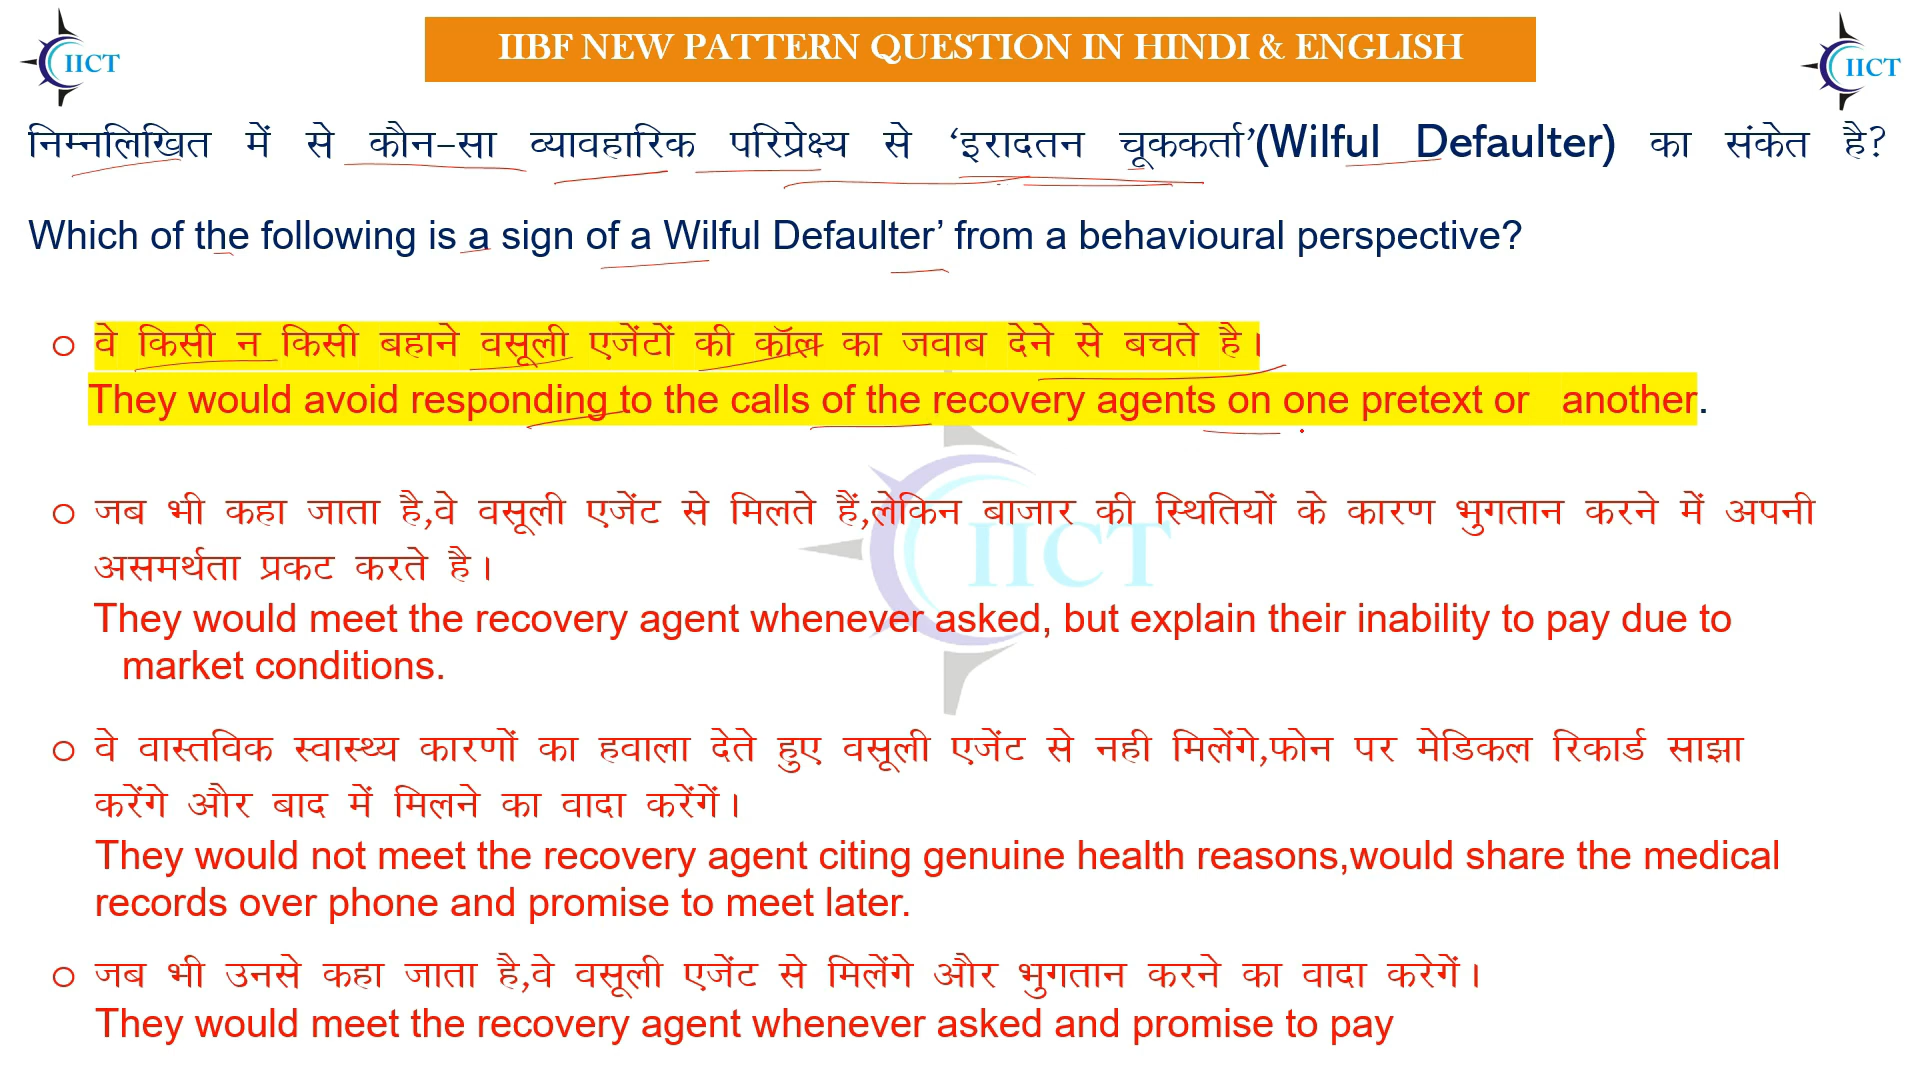 IICT
IIBF NEW PATTERN QUESTION IN HINDI & ENGLISH
IICT
निम्नलिखित में से कौन–सा व्यावहारिक परिप्रेक्ष्य से ‘इरादतन चूककर्ता’(Wilful Defaulter) का संकेत है?
Which of the following is a sign of a Wilful Defaulter’ from a behavioural perspective?
वे किसी न किसी बहाने वसूली एजेंटों की कॉल का जवाब देने से बचते है।
They would avoid responding to the calls of the recovery agents on one pretext or another.
जब भी कहा जाता है,वे वसूली एजेंट से मिलते हैं,लेकिन बाजार की स्थितियों के कारण भुगतान करने में अपनी
असमर्थता प्रकट करते है।
IICT
They would meet the recovery agent whenever asked, but explain their inability to pay due to
market conditions.
वे वास्तविक स्वास्थ्य कारणों का हवाला देते हुए वसूली एजेंट से नही मिलेंगे,फोन पर मेडिकल रिकार्ड साझा
करेंगे और बाद में मिलने का वादा करेंगें।
They would not meet the recovery agent citing genuine health reasons,would share the medical
records over phone and promise to meet later.
जब भी उनसे कहा जाता है,वे वसूली एजेंट से मिलेंगे और भुगतान करने का वादा करेगें।
They would meet the recovery agent whenever asked and promise to pay